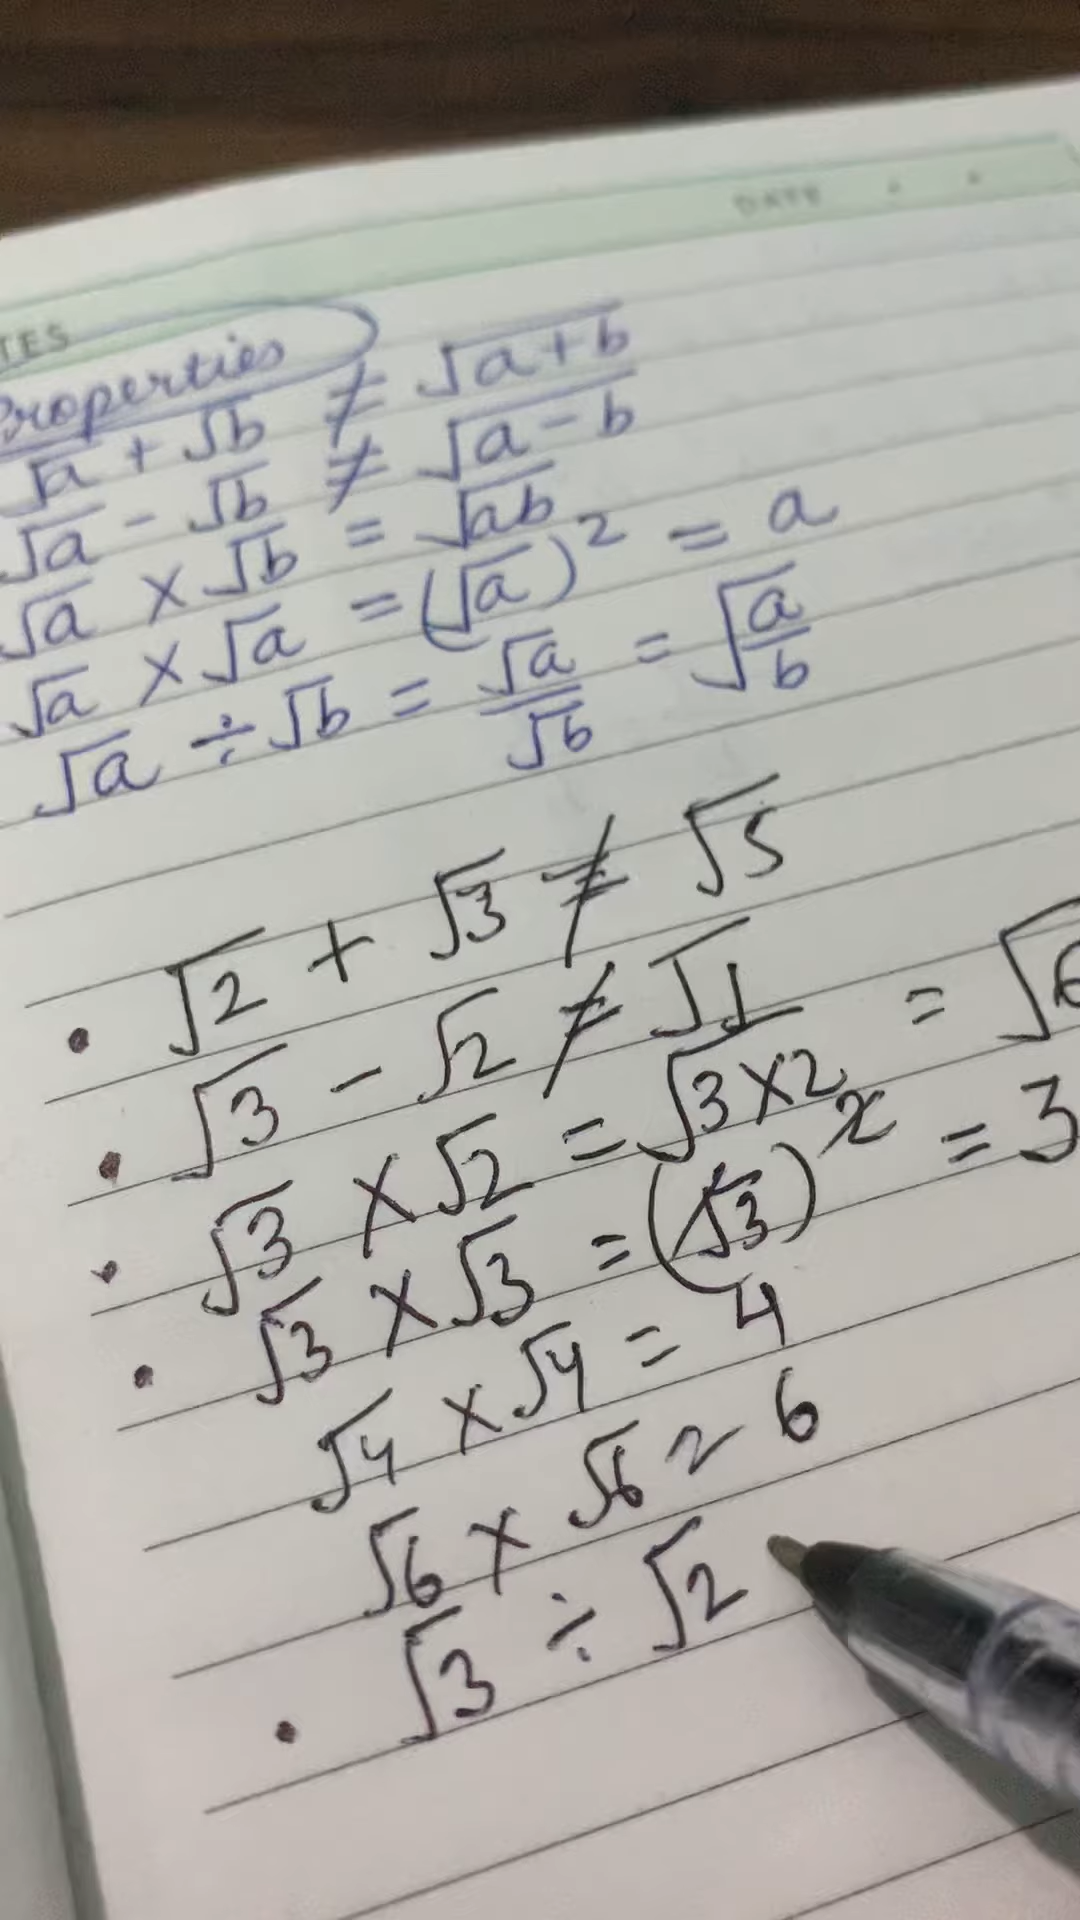 DATE
TES
Properties
√a + √b ≠ √a+b
√a - √b ≠ √a-b
√a × √b = √ab
√a × √a = (√a)² = a
√a ÷ √b = √a/√b = √a/b
• √2 + √3 ≠ √5
• √3 - √2 ≠ √1
• √3 × √2 = √3×2 = √6
• √3 × √3 = (√3)² = 3
√4 × √4 = 4
√6 × √6 = 6
• √3 ÷ √2